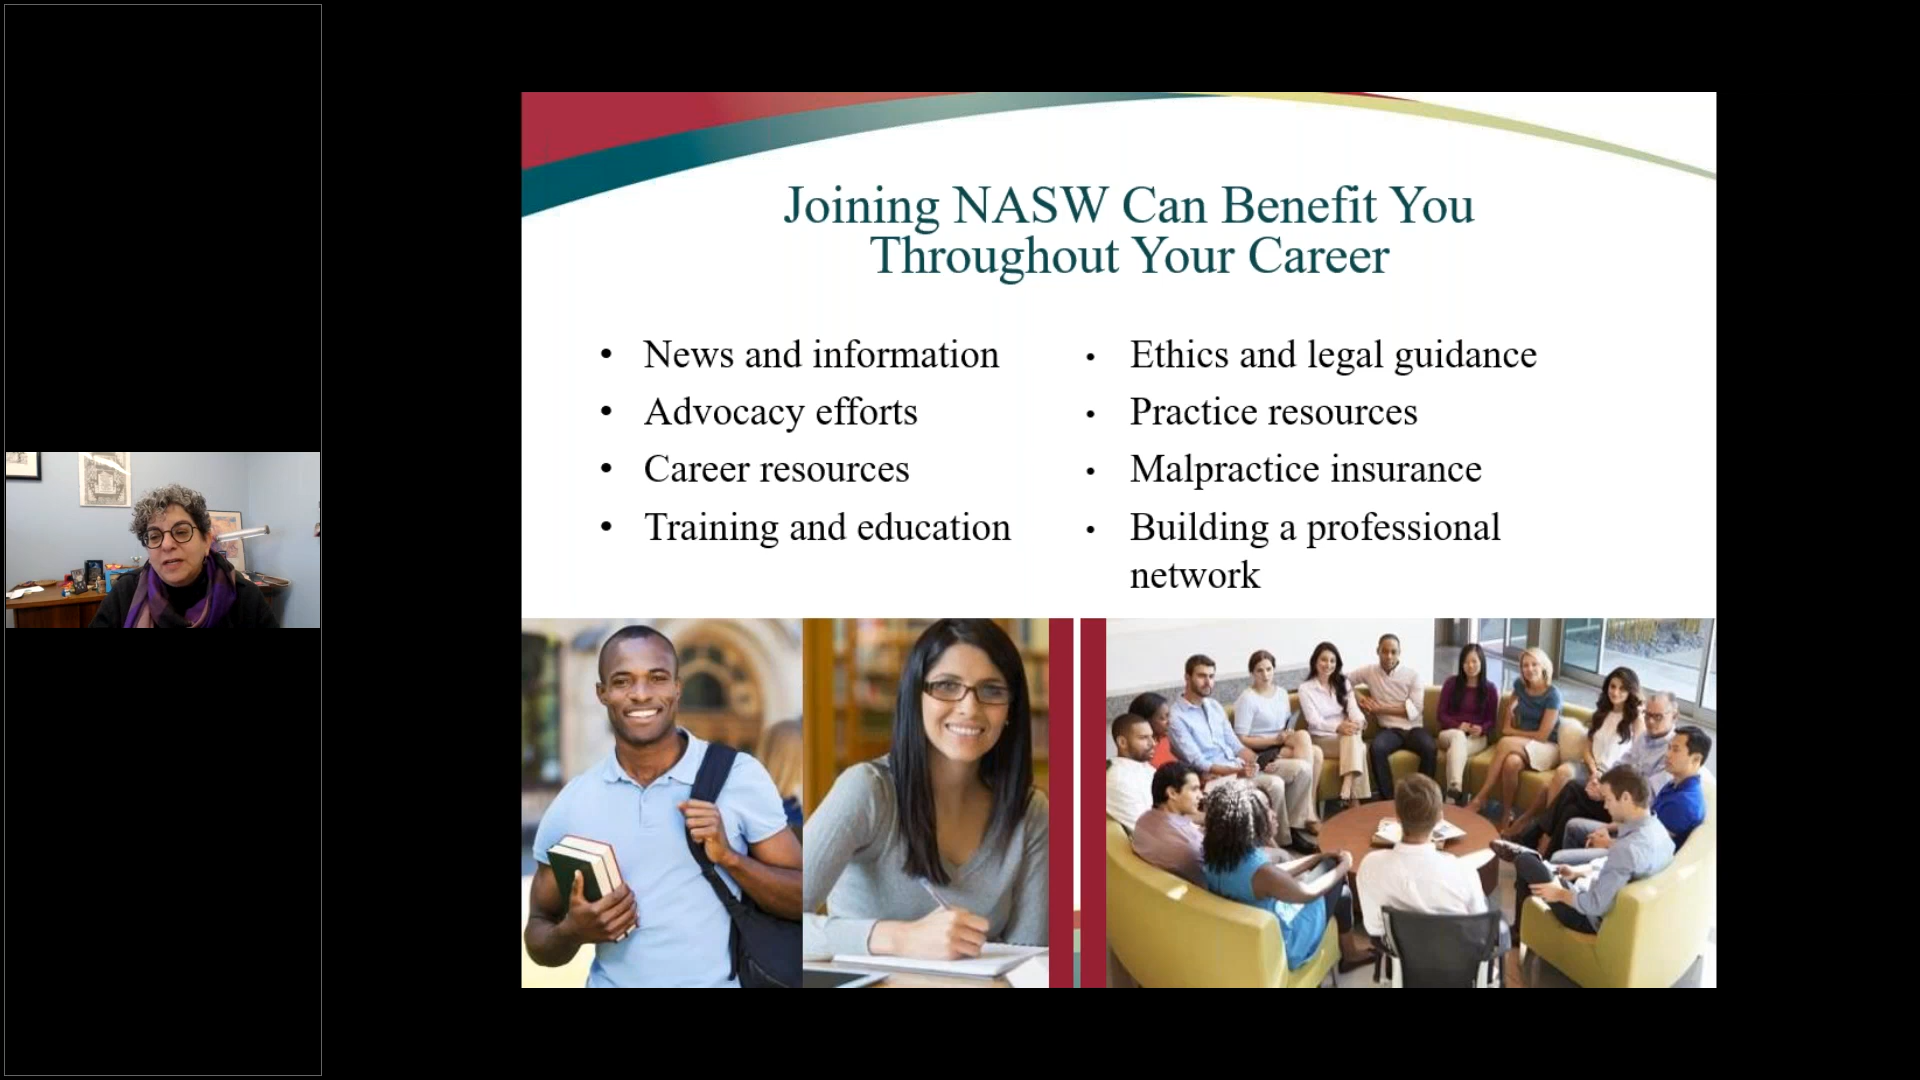 Joining NASW Can Benefit You
Throughout Your Career
• News and information
• Advocacy efforts
• Career resources
• Training and education
• Ethics and legal guidance
• Practice resources
• Malpractice insurance
• Building a professional
network